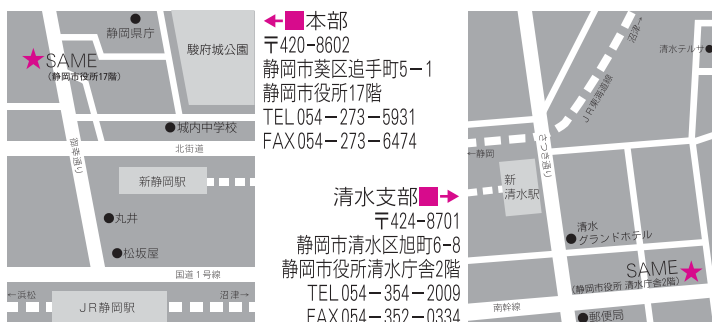 静岡県庁
駿府城公園
SAME
(静岡市役所17階)
城内中学校
御幸通り
北街道
新静岡駅
丸井
松坂屋
国道1号線
←浜松
沼津→
JR静岡駅
←■本部
〒420-8602
静岡市葵区追手町5-1
静岡市役所17階
TEL054-273-5931
FAX054-273-6474
清水支部■→
〒424-8701
静岡市清水区旭町6-8
静岡市役所清水庁舎2階
TEL054-354-2009
FAX054-352-0334
沼津→
清水テルサ
JR東海道線
さつき通り
←静岡
新
清水駅
清水
グランドホテル
SAME
(静岡市役所 清水庁舎2階)
南幹線
郵便局